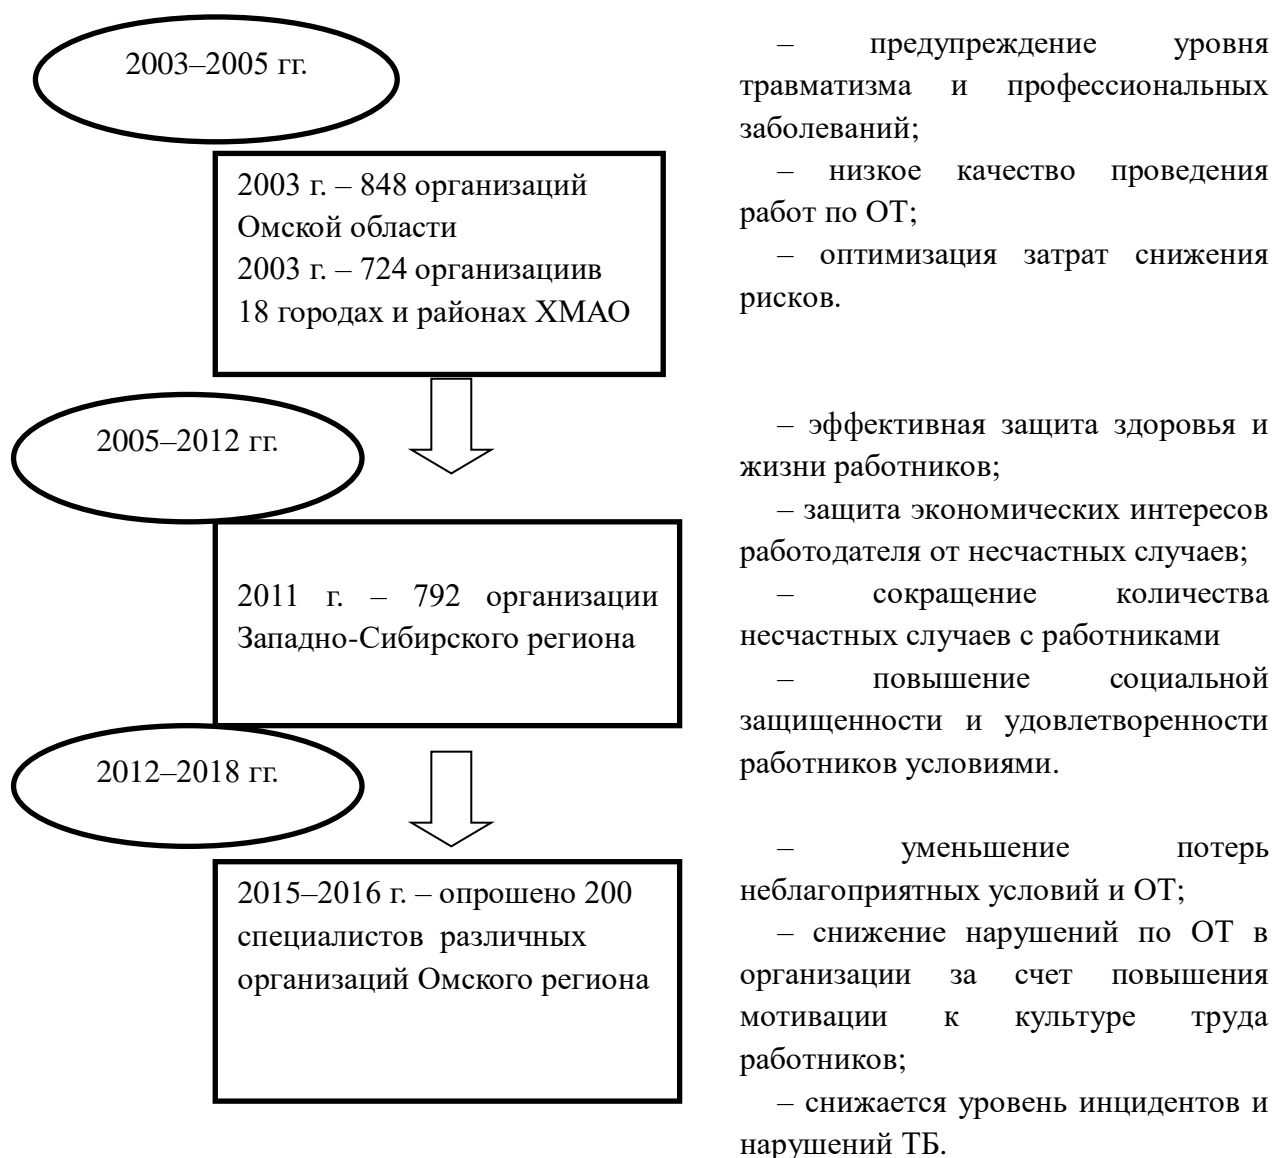 2003–2005 гг.
2003 г. – 848 организаций
Омской области
2003 г. – 724 организациив
18 городах и районах ХМАО
– предупреждение уровня
травматизма и профессиональных
заболеваний;
– низкое качество проведения
работ по ОТ;
– оптимизация затрат снижения
рисков.
2005–2012 гг.
2011 г. – 792 организации
Западно-Сибирского региона
– эффективная защита здоровья и
жизни работников;
– защита экономических интересов
работодателя от несчастных случаев;
– сокращение количества
несчастных случаев с работниками
– повышение социальной
защищенности и удовлетворенности
работников условиями.
2012–2018 гг.
2015–2016 г. – опрошено 200
специалистов различных
организаций Омского региона
– уменьшение потерь
неблагоприятных условий и ОТ;
– снижение нарушений по ОТ в
организации за счет повышения
мотивации к культуре труда
работников;
– снижается уровень инцидентов и
нарушений ТБ.